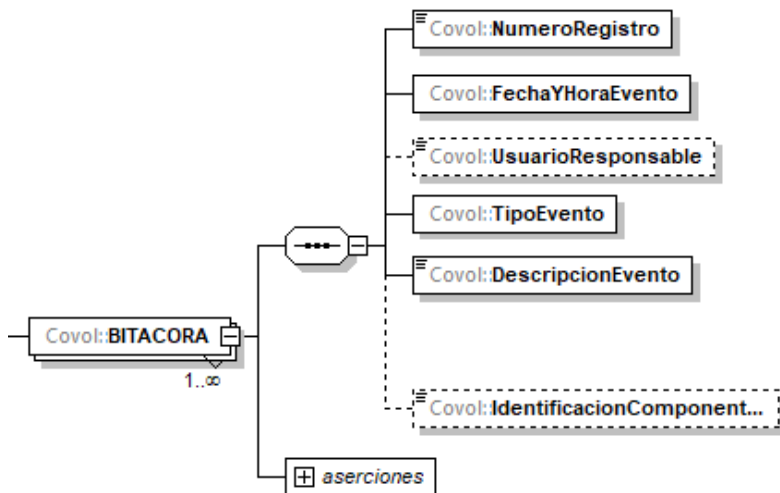 Covol::NumeroRegistro
Covol::FechaYHoraEvento
Covol::UsuarioResponsable
Covol::TipoEvento
Covol::DescripcionEvento
Covol::BITACORA
1..∞
Covol::IdentificacionComponent...
aserciones